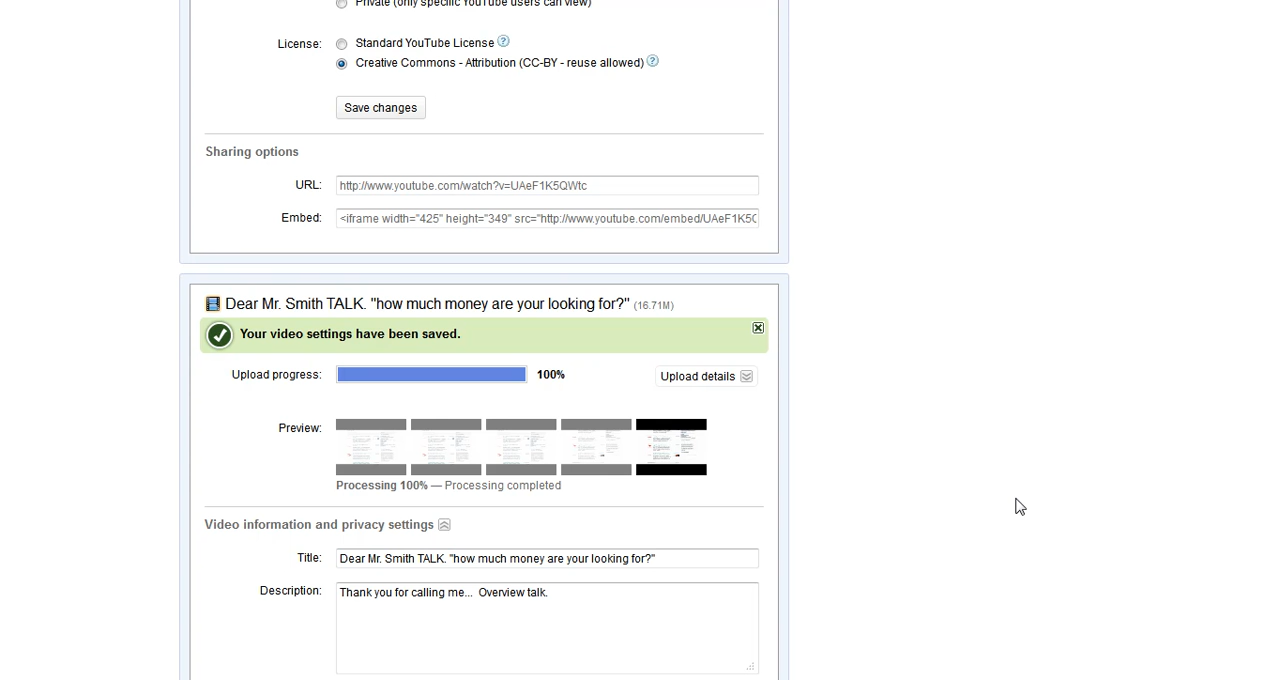 Private (only specific YouTube users can view)
License:
Standard YouTube License ?
Creative Commons - Attribution (CC-BY - reuse allowed) ?
Save changes
Sharing options
URL: http://www.youtube.com/watch?v=UAeF1K5QWtc
Embed: <iframe width="425" height="349" src="http://www.youtube.com/embed/UAeF1K5
Dear Mr. Smith TALK. "how much money are your looking for?" (16.71M)
Your video settings have been saved.
Upload progress: 100% Upload details
Preview:
Processing 100% — Processing completed
Video information and privacy settings
Title: Dear Mr. Smith TALK. "how much money are your looking for?"
Description: Thank you for calling me... Overview talk.